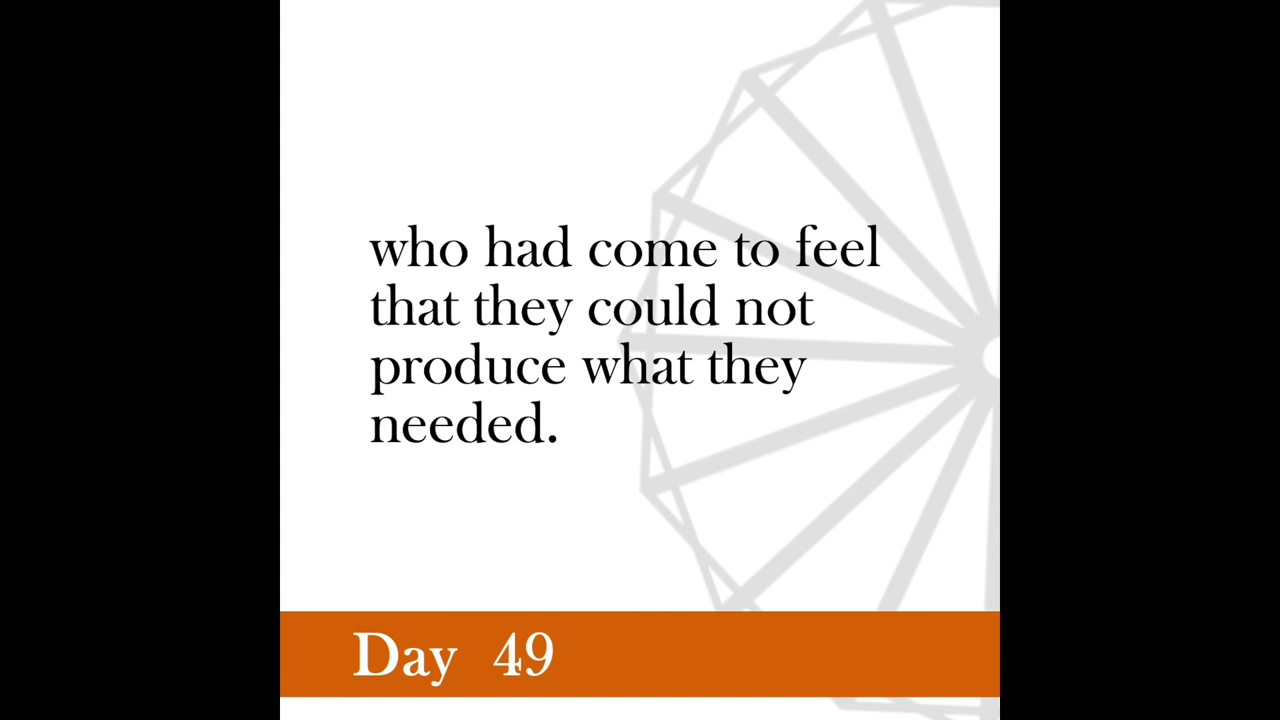 who had come to feel
that they could not
produce what they
needed.
Day 49